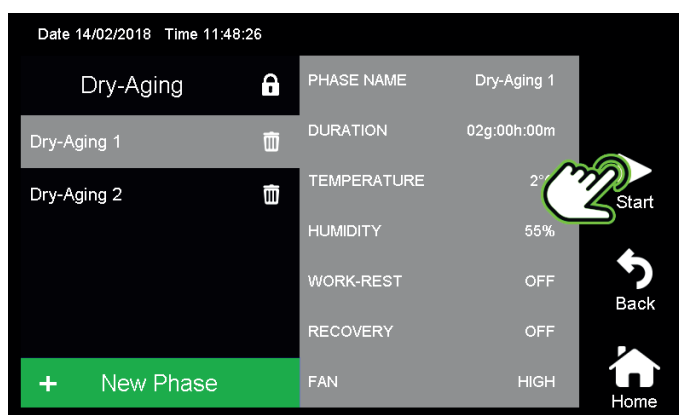 Date 14/02/2018 Time 11:48:26
Dry-Aging
Dry-Aging 1
Dry-Aging 2
+ New Phase
PHASE NAME Dry-Aging 1
DURATION 02g:00h:00m
TEMPERATURE 2°
HUMIDITY 55%
WORK-REST OFF
RECOVERY OFF
FAN HIGH
Start
Back
Home